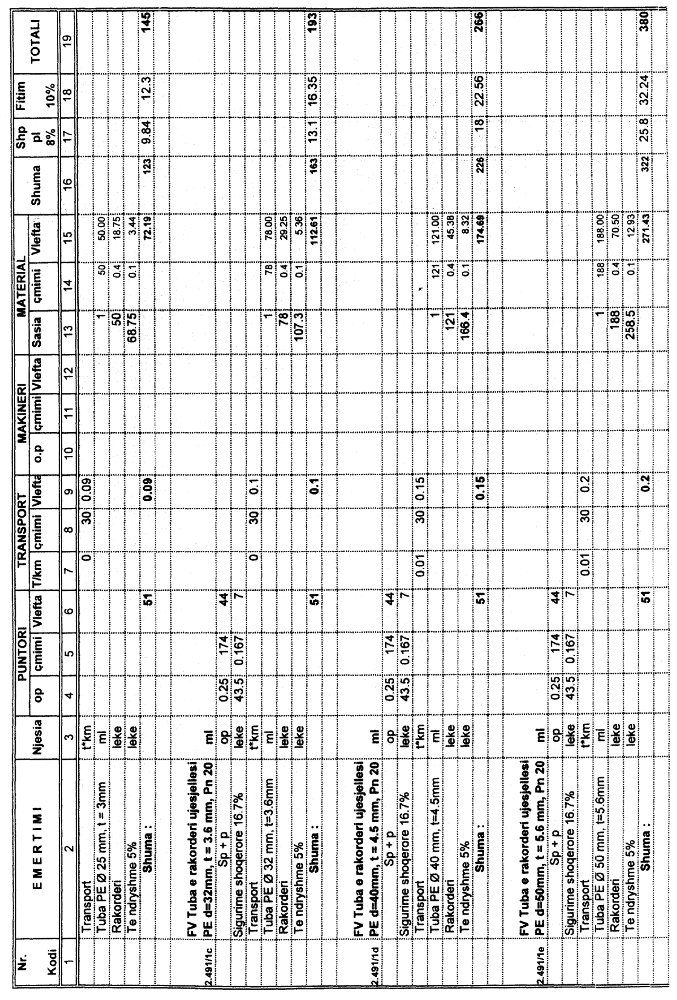 Nr. E M E R T I M I Njesia PUNTORI TRANSPORT MAKINERI MATERIAL Shuma Shp pl 8% Fitim 10% TOTALI
Kodi op çmimi Vlefta T/km çmimi Vlefta o.p çmimi Vlefta Sasia çmimi Vlefta
1 2 3 4 5 6 7 8 9 10 11 12 13 14 15 16 17 18 19
Transport t*km 0 30 0.09
Tuba PE Ø 25 mm, t = 3mm ml 1 50 50.00
Rakorderi leke 50 0.4 18.75
Te ndryshme 5% leke 68.75 0.1 3.44
Shuma : 51 0.09 72.19 123 9.84 12.3 145
FV Tuba e rakorderi ujesjellesi
2.491/1c PE d=32mm, t = 3.6 mm, Pn 20 ml
Sp + p op 0.25 174 44
Sigurime shoqerore 16.7% leke 43.5 0.167 7
Transport t*km 0 30 0.1
Tuba PE Ø 32 mm, t=3.6mm ml 1 78 78.00
Rakorderi leke 78 0.4 29.25
Te ndryshme 5% leke 107.3 0.1 5.36
Shuma : 51 0.1 112.61 163 13.1 16.35 193
FV Tuba e rakorderi ujesjellesi
2.491/1d PE d=40mm, t = 4.5 mm, Pn 20 ml
Sp + p op 0.25 174 44
Sigurime shoqerore 16.7% leke 43.5 0.167 7
Transport t*km 0.01 30 0.15
Tuba PE Ø 40 mm, t=4.5mm ml 1 121 121.00
Rakorderi leke 121 0.4 45.38
Te ndryshme 5% leke 166.4 0.1 8.32
Shuma : 51 0.15 174.69 226 18 22.56 266
FV Tuba e rakorderi ujesjellesi
2.491/1e PE d=50mm, t = 5.6 mm, Pn 20 ml
Sp + p op 0.25 174 44
Sigurime shoqerore 16.7% leke 43.5 0.167 7
Transport t*km 0.01 30 0.2
Tuba PE Ø 50 mm, t=5.6mm ml 1 188 188.00
Rakorderi leke 188 0.4 70.50
Te ndryshme 5% leke 258.5 0.1 12.93
Shuma : 51 0.2 271.43 322 25.8 32.24 380